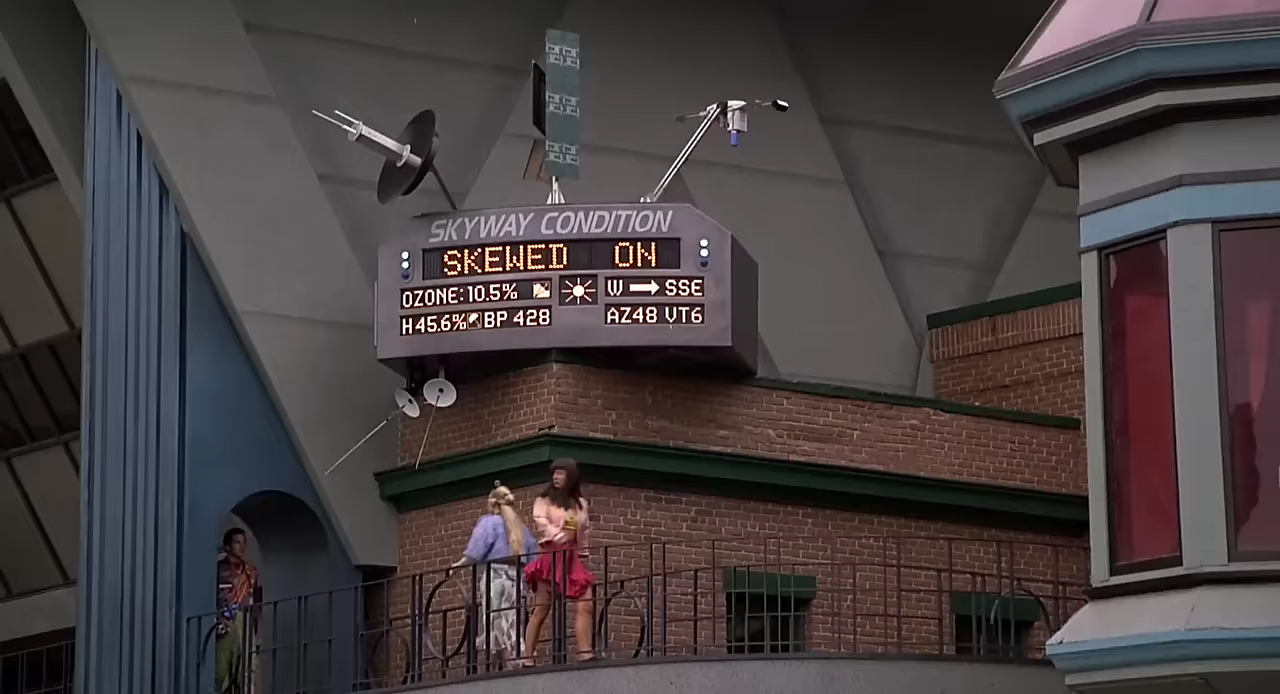 SKYWAY CONDITION
SKEWED ON
OZONE:10.5% W → SSE
H45.6% BP 428 AZ48 VT6